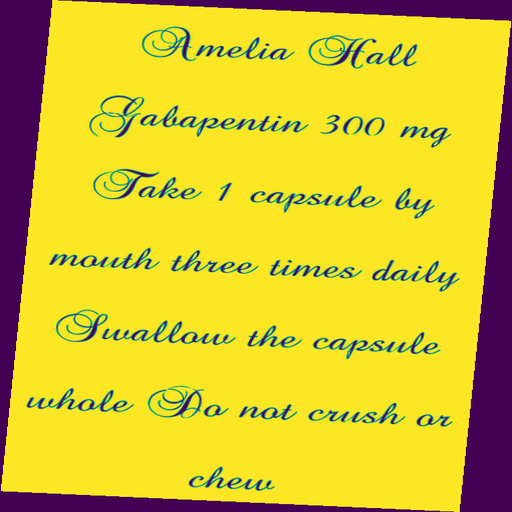 Amelia Hall
Gabapentin 300 mg
Take 1 capsule by
mouth three times daily
Swallow the capsule
whole Do not crush or
chew